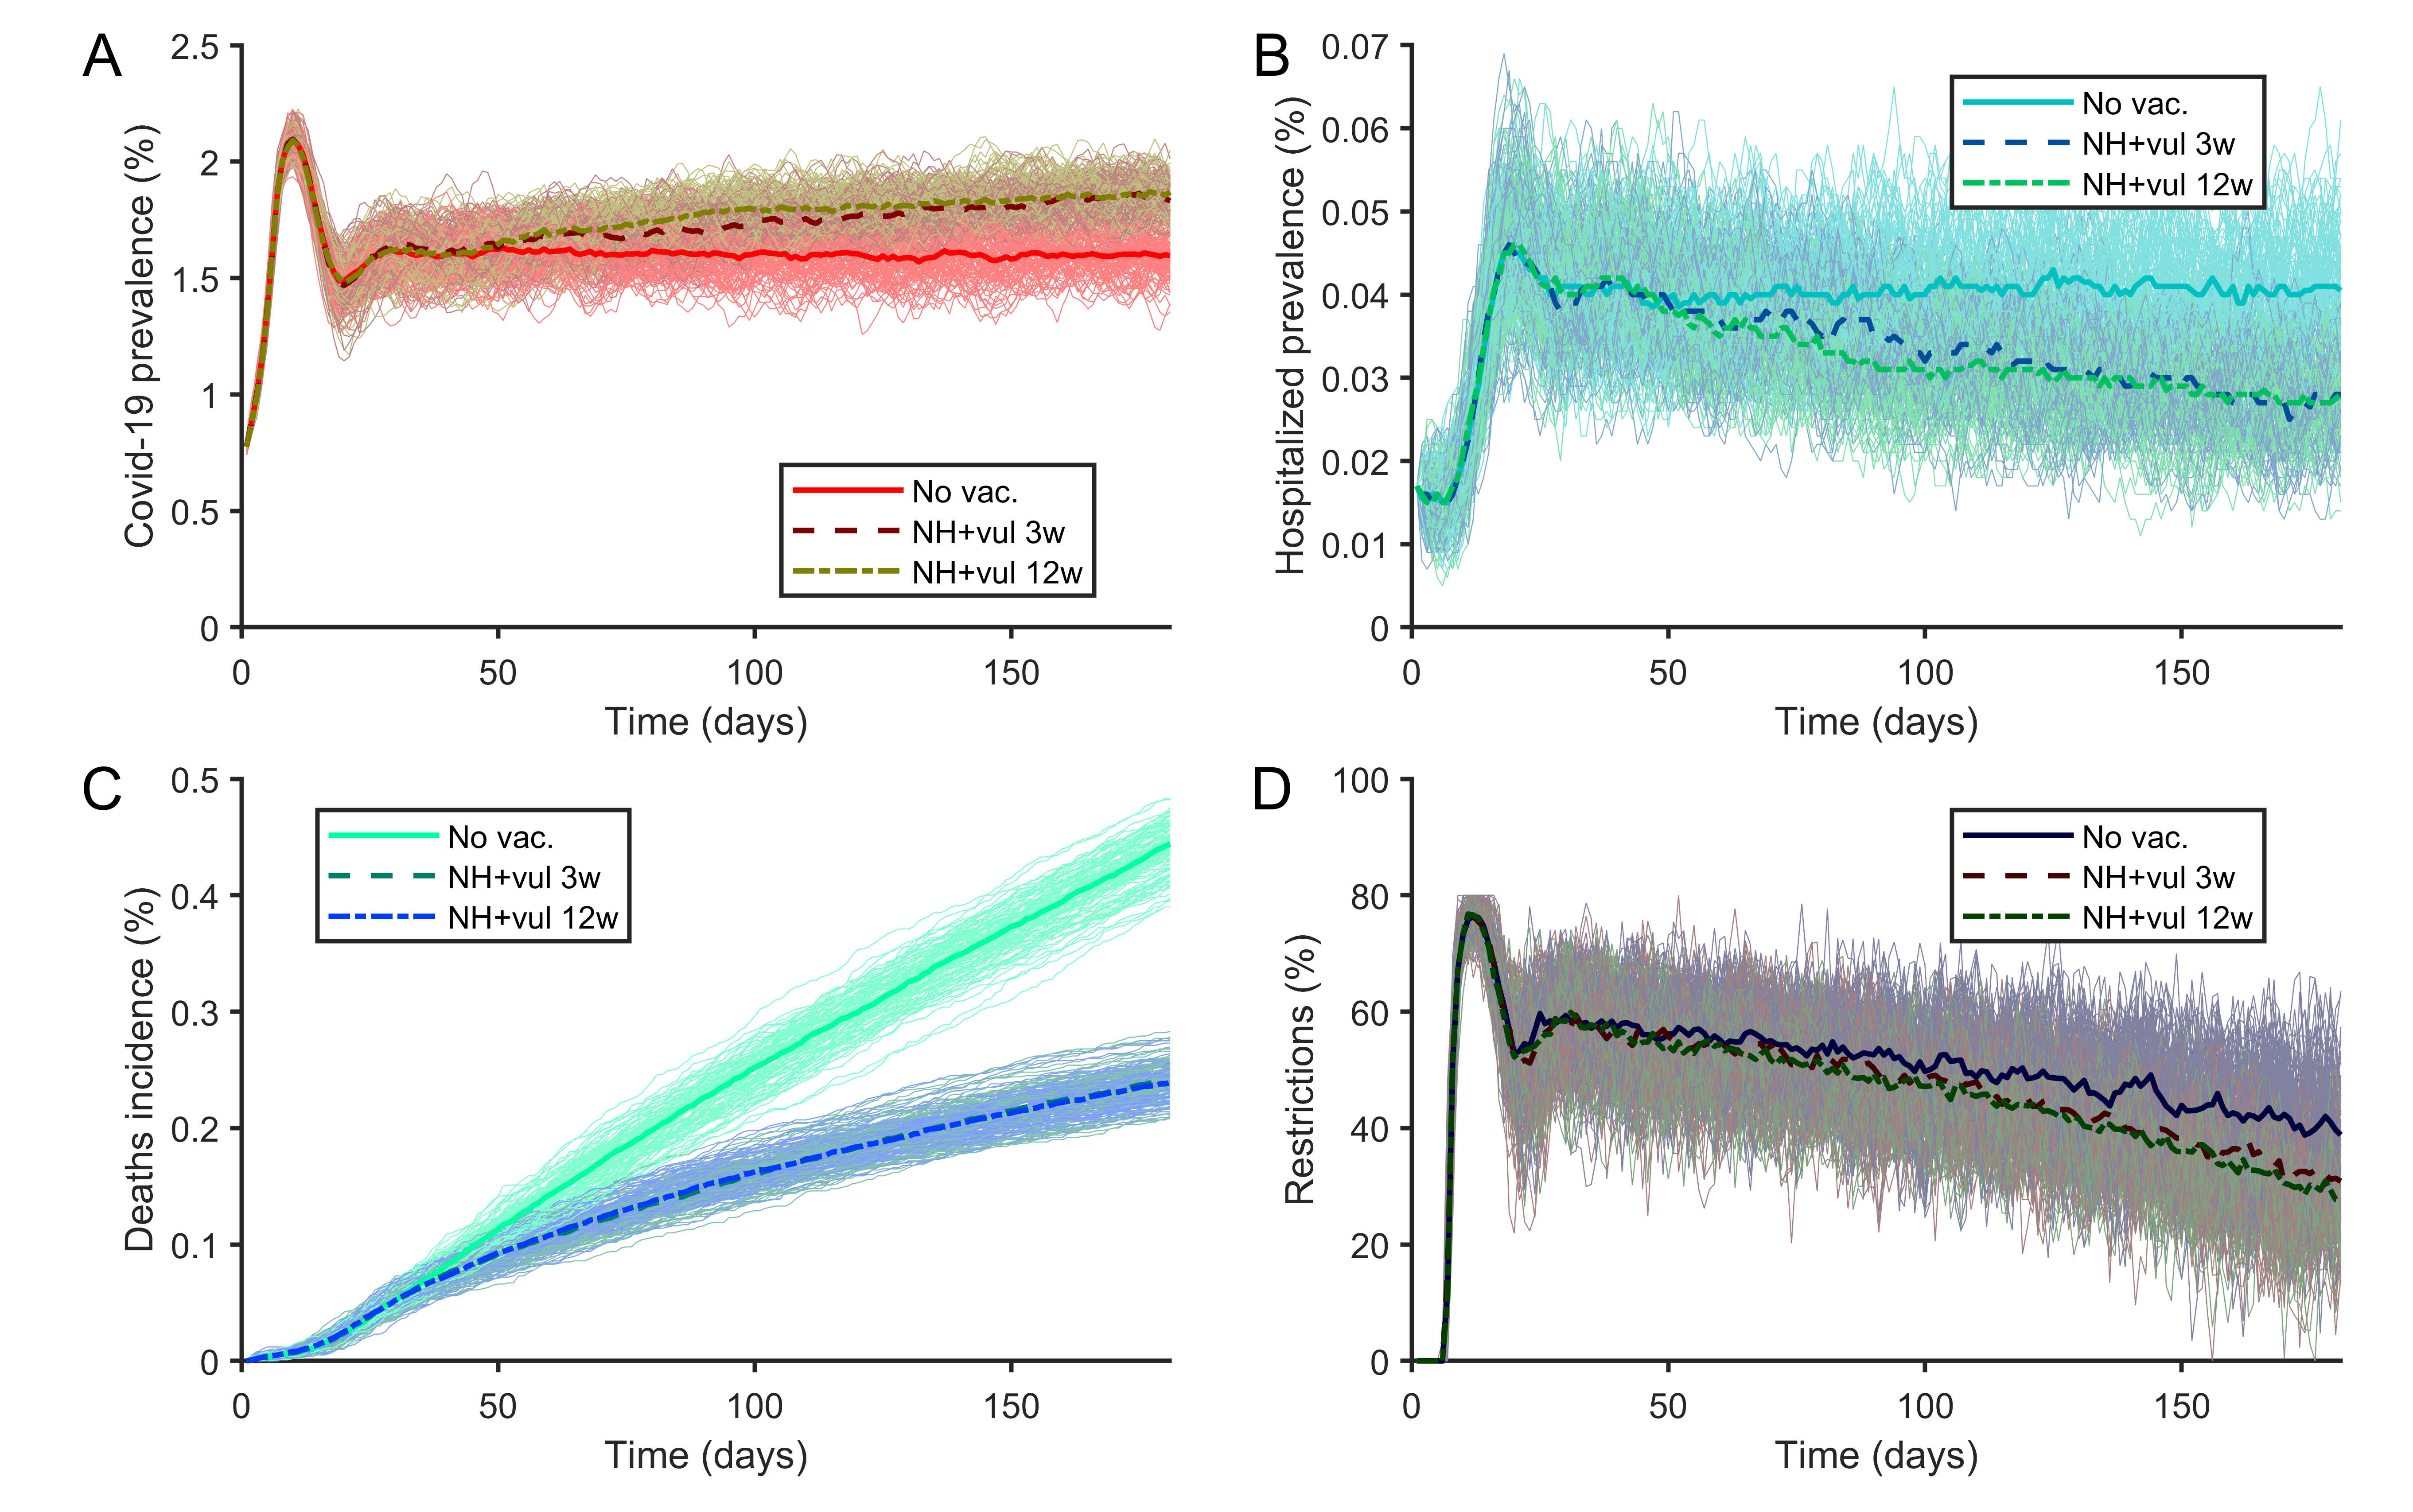 A
Covid-19 prevalence (%)
2.5
2
1.5
1
0.5
0
0 50 100 150
Time (days)
No vac.
NH+vul 3w
NH+vul 12w
B
Hospitalized prevalence (%)
0.07
0.06
0.05
0.04
0.03
0.02
0.01
0
0 50 100 150
Time (days)
No vac.
NH+vul 3w
NH+vul 12w
C
Deaths incidence (%)
0.5
0.4
0.3
0.2
0.1
0
0 50 100 150
Time (days)
No vac.
NH+vul 3w
NH+vul 12w
D
Restrictions (%)
100
80
60
40
20
0
0 50 100 150
Time (days)
No vac.
NH+vul 3w
NH+vul 12w